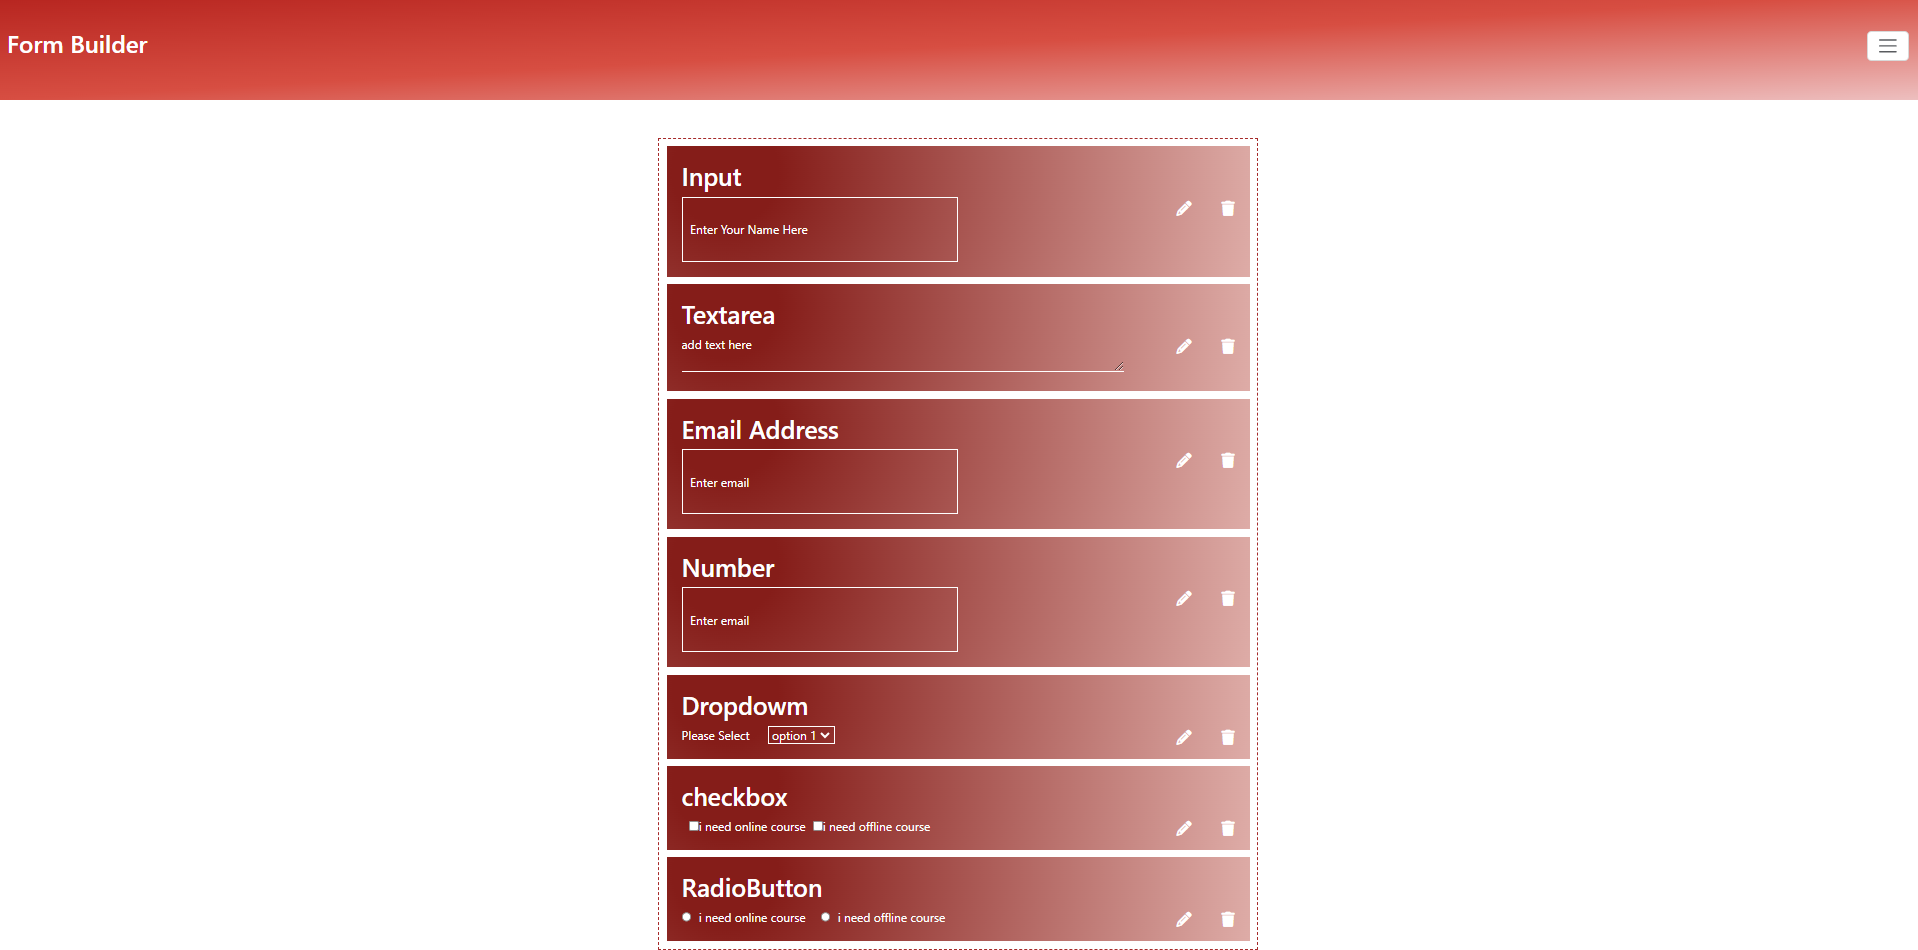 Form Builder
Input
Enter Your Name Here
Textarea
add text here
Email Address
Enter email
Number
Enter email
Dropdowm
Please Select option 1
checkbox
i need online course i need offline course
RadioButton
i need online course i need offline course